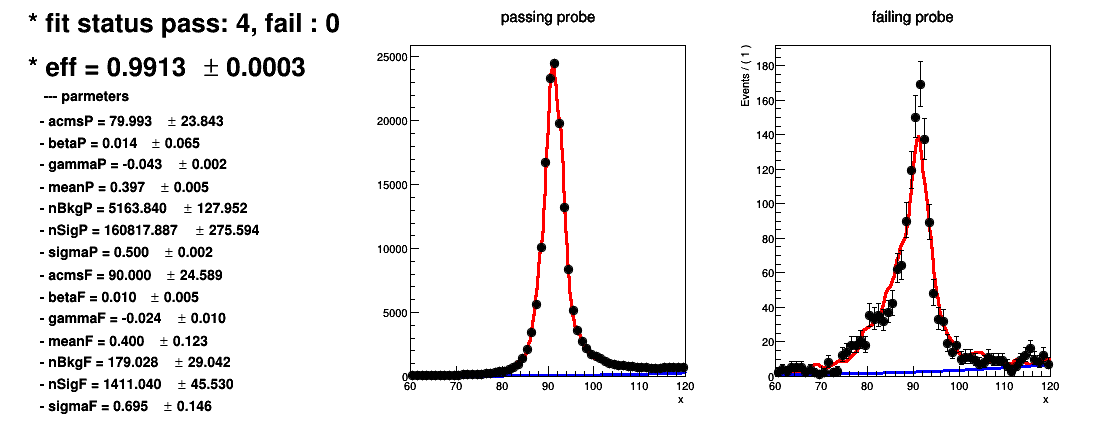 * fit status pass: 4, fail : 0
* eff = 0.9913 ± 0.0003
--- parmeters
- acmsP = 79.993 ± 23.843
- betaP = 0.014 ± 0.065
- gammaP = -0.043 ± 0.002
- meanP = 0.397 ± 0.005
- nBkgP = 5163.840 ± 127.952
- nSigP = 160817.887 ± 275.594
- sigmaP = 0.500 ± 0.002
- acmsF = 90.000 ± 24.589
- betaF = 0.010 ± 0.005
- gammaF = -0.024 ± 0.010
- meanF = 0.400 ± 0.123
- nBkgF = 179.028 ± 29.042
- nSigF = 1411.040 ± 45.530
- sigmaF = 0.695 ± 0.146
passing probe
25000
20000
15000
10000
5000
0
60 70 80 90 100 110 120
x
failing probe
Events / ( 1 )
180
160
140
120
100
80
60
40
20
0
60 70 80 90 100 110 120
x